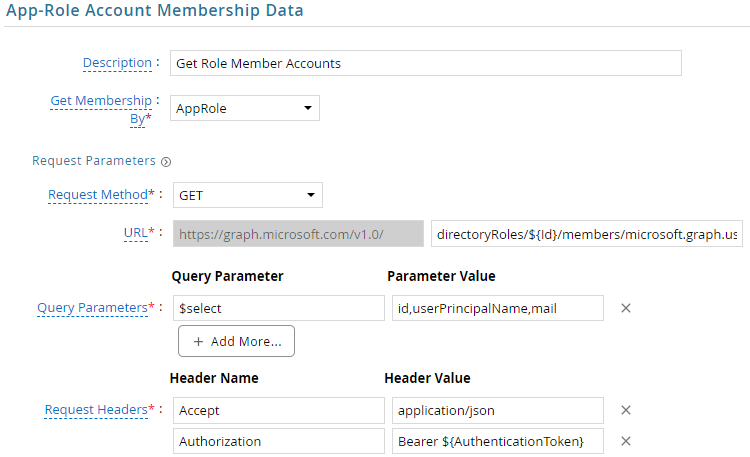 App-Role Account Membership Data
Description : Get Role Member Accounts
Get Membership : AppRole
By*
Request Parameters
Request Method* : GET
URL* : https://graph.microsoft.com/v1.0/ directoryRoles/${Id}/members/microsoft.graph.us
Query Parameter Parameter Value
Query Parameters* : $select id,userPrincipalName,mail
+ Add More...
Header Name Header Value
Request Headers* : Accept application/json
Authorization Bearer ${AuthenticationToken}